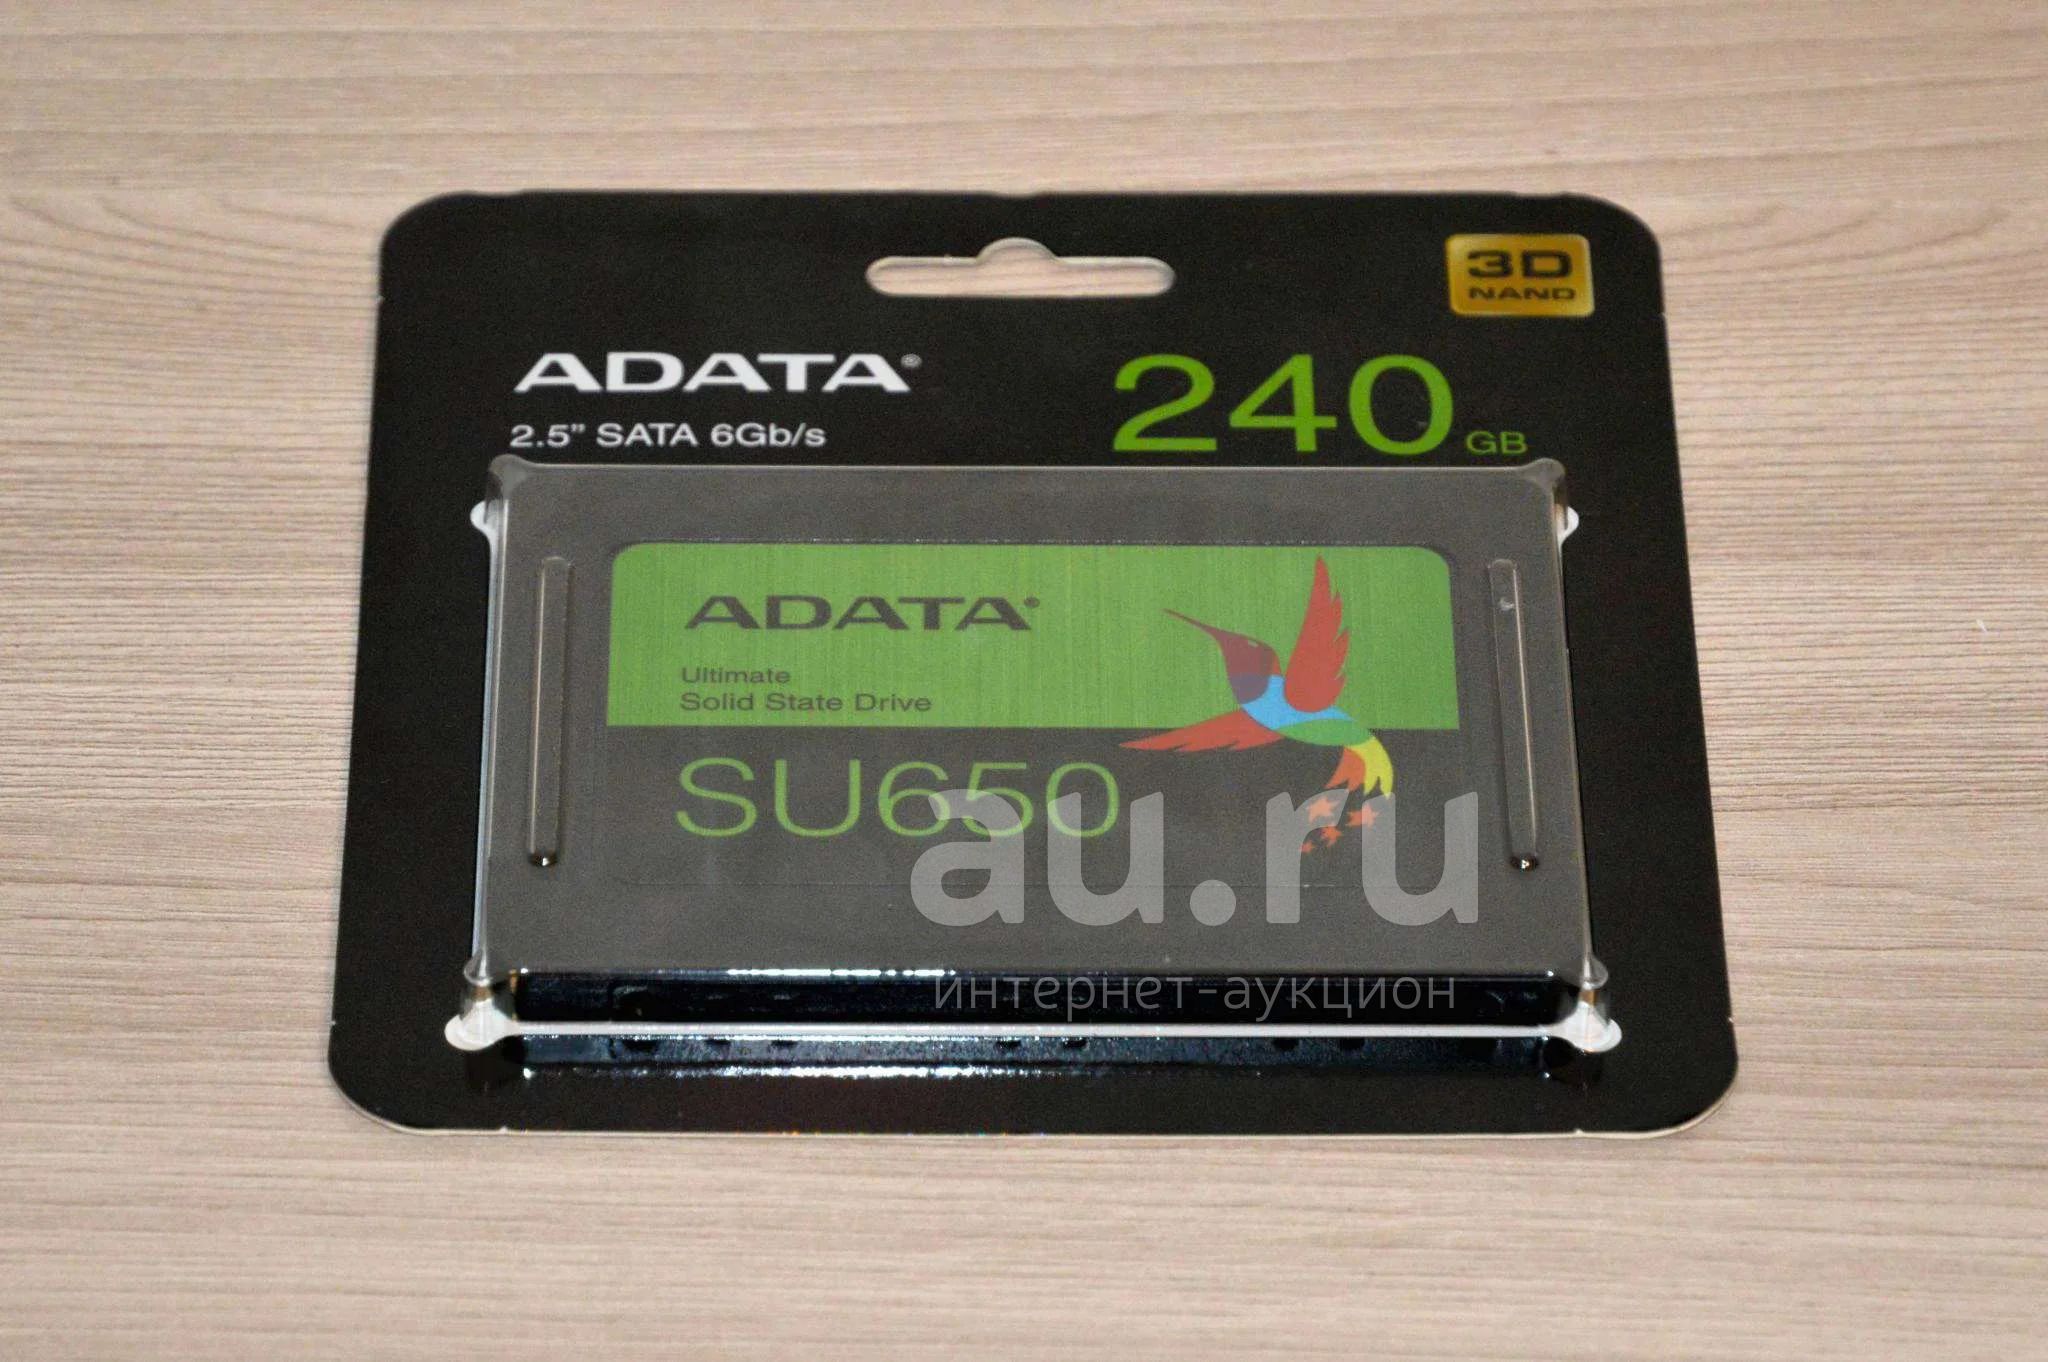 3D
NAND
ADATA®
2.5” SATA 6Gb/s
240 GB
ADATA®
Ultimate
Solid State Drive
SU650
au.ru
интернет-аукцион